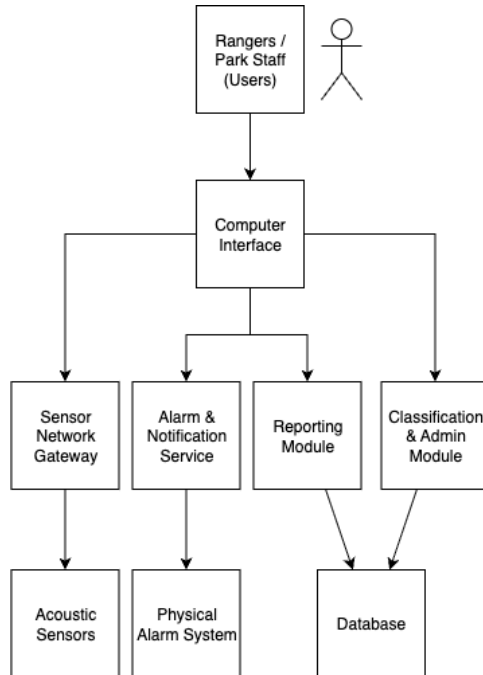 Rangers /
Park Staff
(Users)
Computer
Interface
Sensor
Network
Gateway
Alarm &
Notification
Service
Reporting
Module
Classification
& Admin
Module
Acoustic
Sensors
Physical
Alarm System
Database